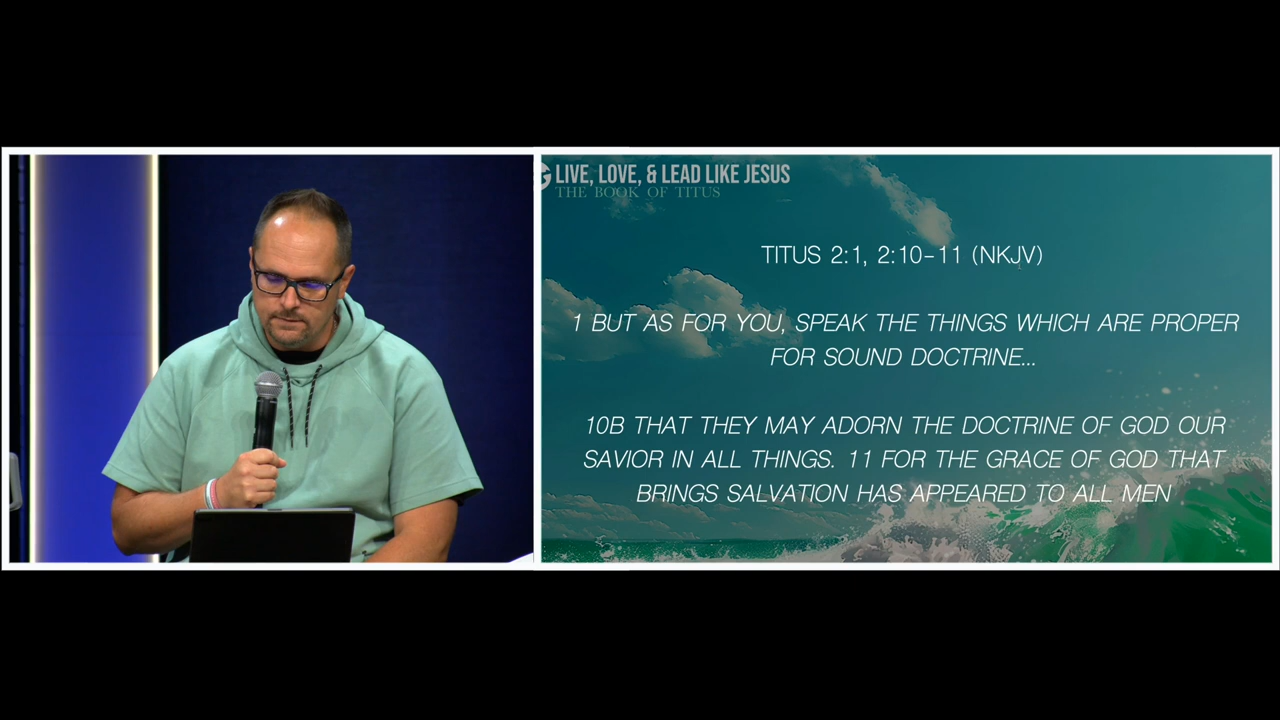 LIVE, LOVE, & LEAD LIKE JESUS
THE BOOK OF TITUS
TITUS 2:1, 2:10-11 (NKJV)
1 BUT AS FOR YOU, SPEAK THE THINGS WHICH ARE PROPER
FOR SOUND DOCTRINE...
10B THAT THEY MAY ADORN THE DOCTRINE OF GOD OUR
SAVIOR IN ALL THINGS. 11 FOR THE GRACE OF GOD THAT
BRINGS SALVATION HAS APPEARED TO ALL MEN